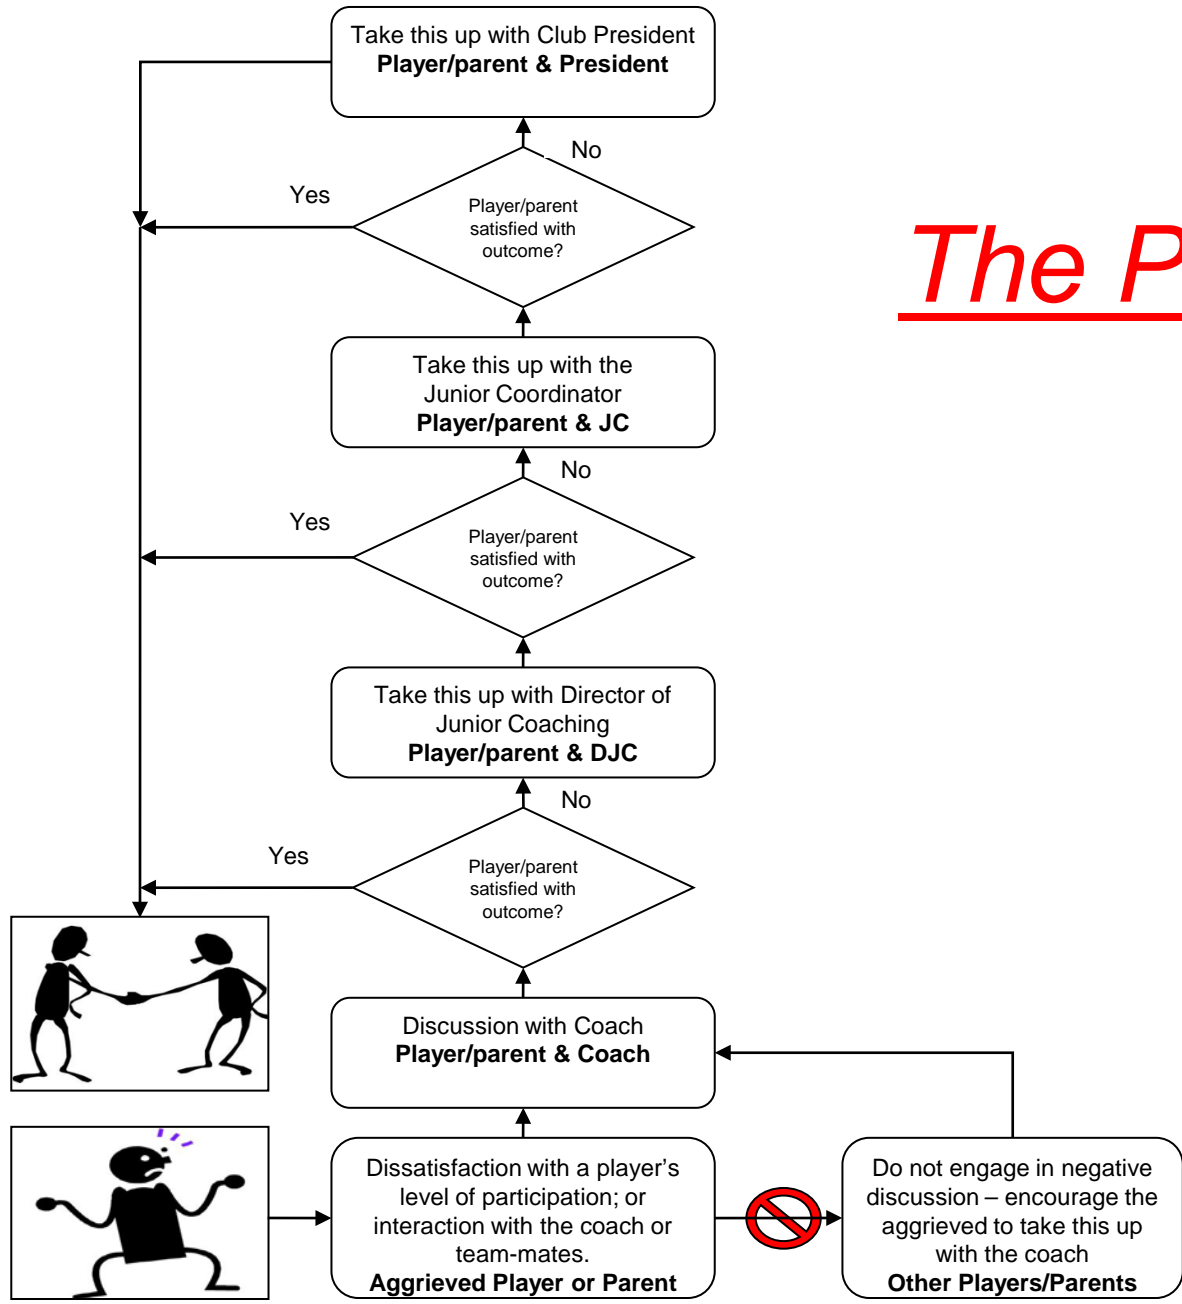 Take this up with Club President
Player/parent & President
No
Yes
Player/parent
satisfied with
outcome?
The P
Take this up with the
Junior Coordinator
Player/parent & JC
No
Yes
Player/parent
satisfied with
outcome?
Take this up with Director of
Junior Coaching
Player/parent & DJC
No
Yes
Player/parent
satisfied with
outcome?
Discussion with Coach
Player/parent & Coach
Dissatisfaction with a player’s
level of participation; or
interaction with the coach or
team-mates.
Aggrieved Player or Parent
Do not engage in negative
discussion – encourage the
aggrieved to take this up
with the coach
Other Players/Parents